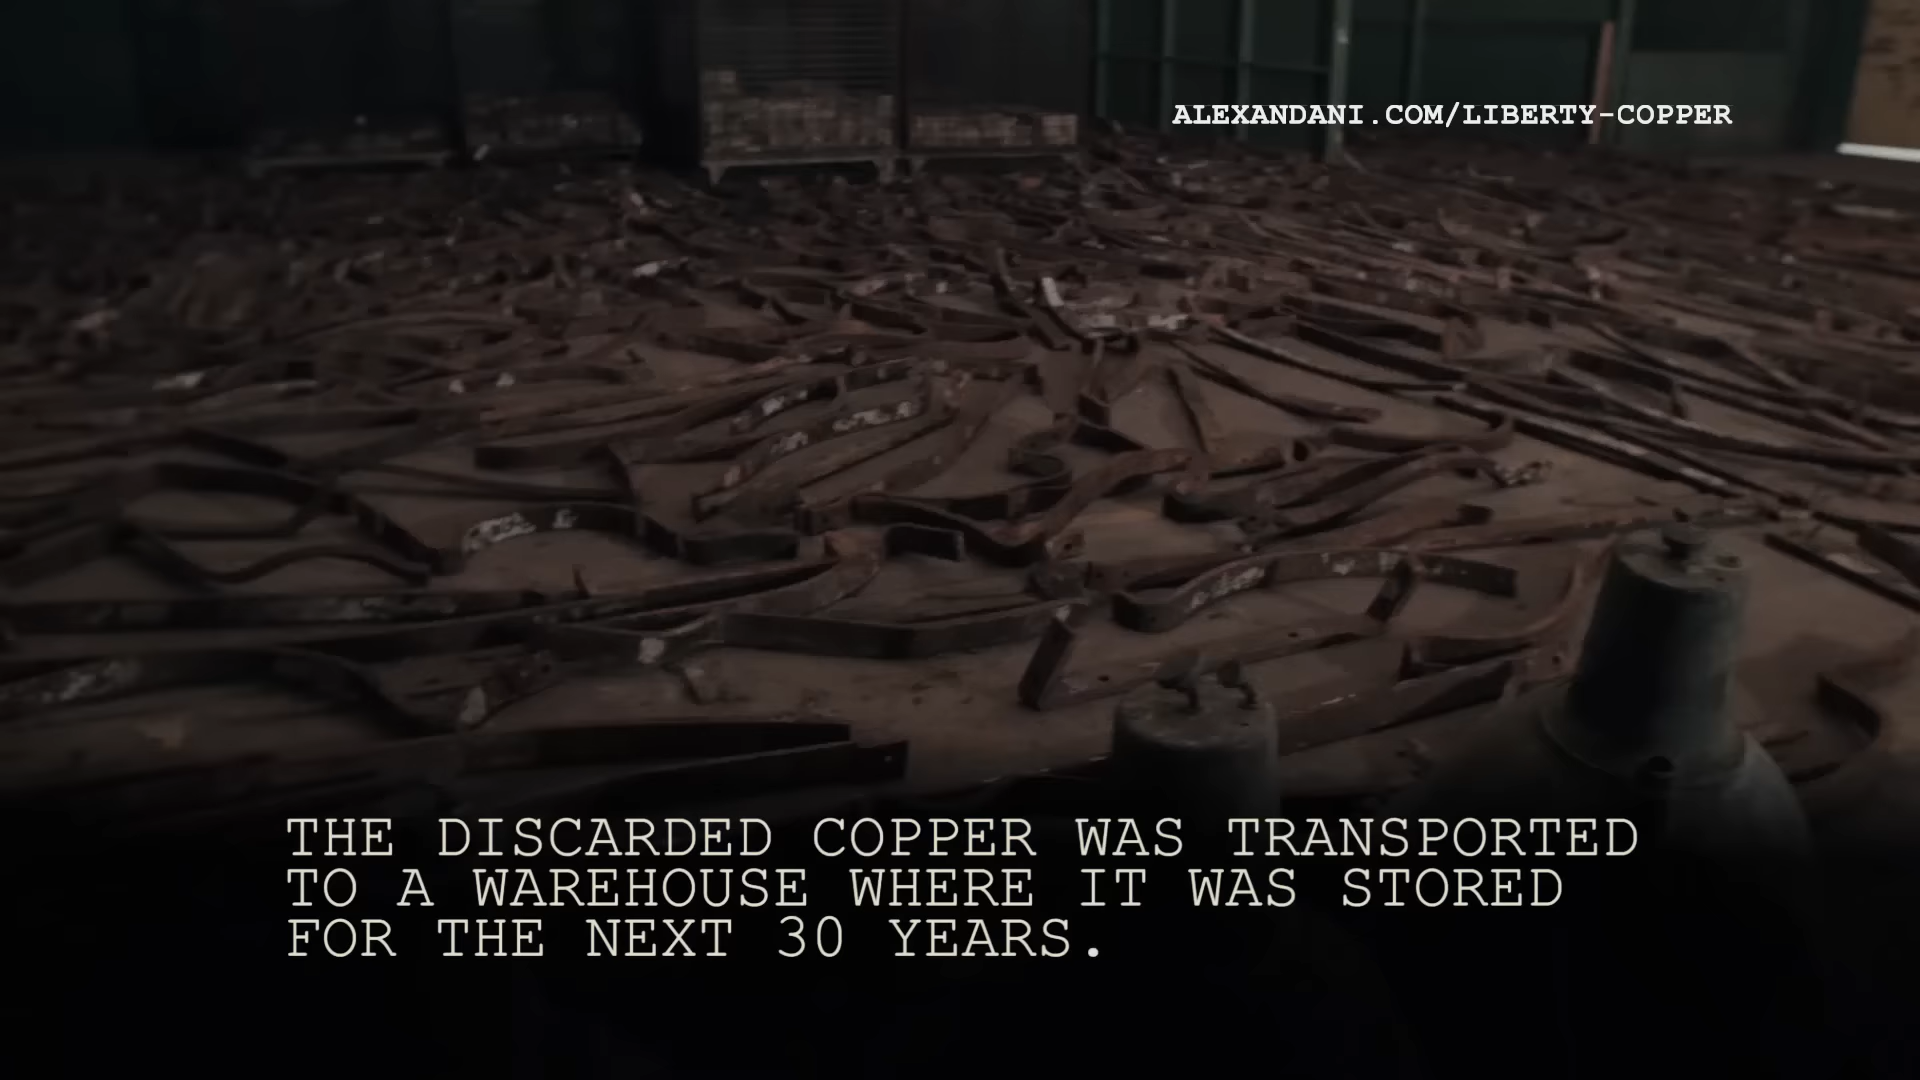 ALEXANDANI.COM/LIBERTY-COPPER
THE DISCARDED COPPER WAS TRANSPORTED
TO A WAREHOUSE WHERE IT WAS STORED
FOR THE NEXT 30 YEARS.